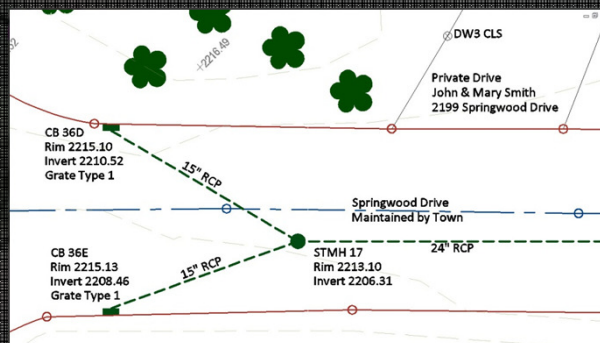 2216.49
DW3 CLS
Private Drive
John & Mary Smith
2199 Springwood Drive
CB 36D
Rim 2215.10
Invert 2210.52
Grate Type 1
15" RCP
Springwood Drive
Maintained by Town
CB 36E
Rim 2215.13
Invert 2208.46
Grate Type 1
15" RCP
STMH 17
Rim 2213.10
Invert 2206.31
24" RCP